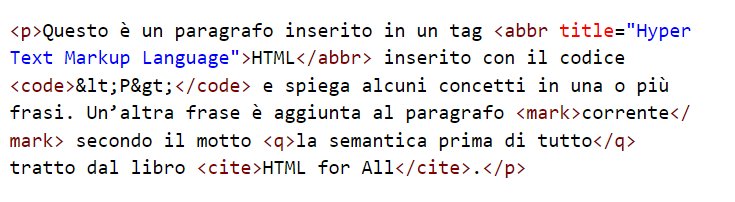 <p>Questo è un paragrafo inserito in un tag <abbr title="Hyper
Text Markup Language">HTML</abbr> inserito con il codice
<code>&lt;P&gt;</code> e spiega alcuni concetti in una o più
frasi. Un’altra frase è aggiunta al paragrafo <mark>corrente</
mark> secondo il motto <q>la semantica prima di tutto</q>
tratto dal libro <cite>HTML for All</cite>.</p>